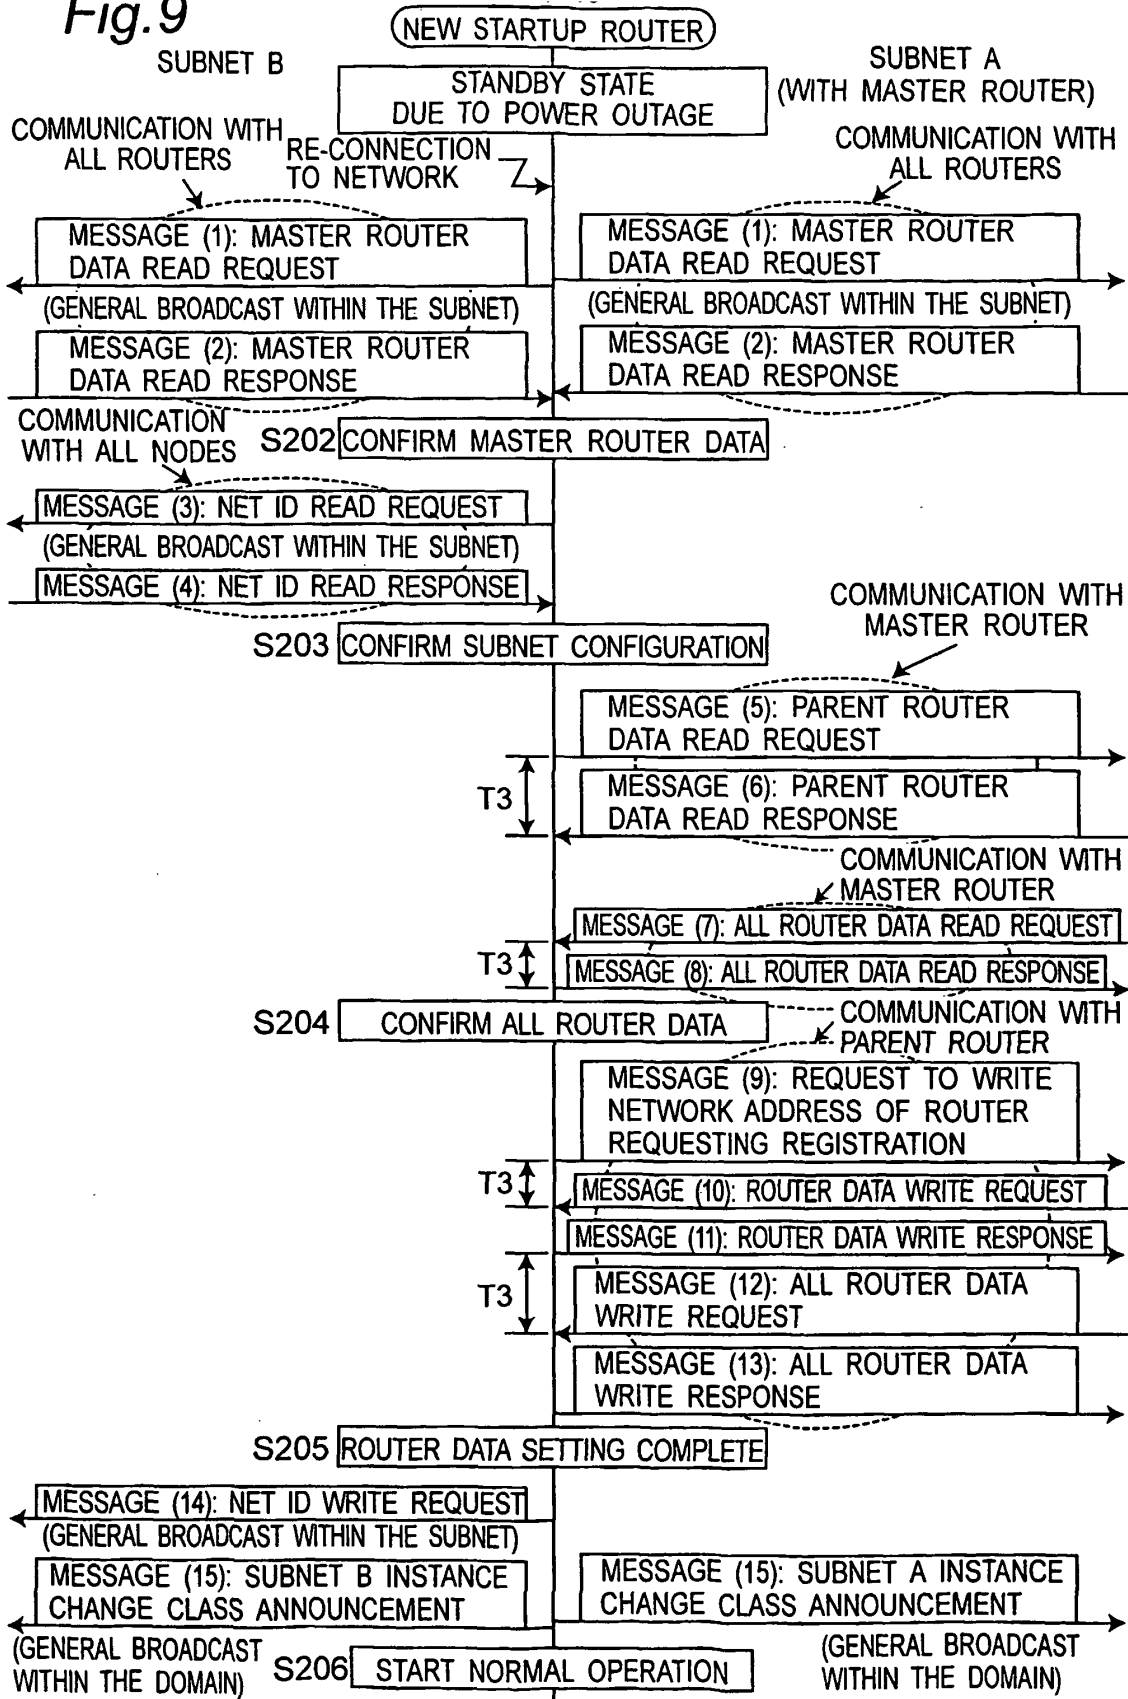 Fig.9
NEW STARTUP ROUTER
SUBNET B
SUBNET A
(WITH MASTER ROUTER)
STANDBY STATE
DUE TO POWER OUTAGE
COMMUNICATION WITH
ALL ROUTERS
RE-CONNECTION
TO NETWORK
COMMUNICATION WITH
ALL ROUTERS
MESSAGE (1): MASTER ROUTER
DATA READ REQUEST
(GENERAL BROADCAST WITHIN THE SUBNET)
MESSAGE (2): MASTER ROUTER
DATA READ RESPONSE
MESSAGE (1): MASTER ROUTER
DATA READ REQUEST
(GENERAL BROADCAST WITHIN THE SUBNET)
MESSAGE (2): MASTER ROUTER
DATA READ RESPONSE
COMMUNICATION
WITH ALL NODES
S202 CONFIRM MASTER ROUTER DATA
MESSAGE (3): NET ID READ REQUEST
(GENERAL BROADCAST WITHIN THE SUBNET)
MESSAGE (4): NET ID READ RESPONSE
S203 CONFIRM SUBNET CONFIGURATION
COMMUNICATION WITH
MASTER ROUTER
MESSAGE (5): PARENT ROUTER
DATA READ REQUEST
T3
MESSAGE (6): PARENT ROUTER
DATA READ RESPONSE
COMMUNICATION WITH
MASTER ROUTER
MESSAGE (7): ALL ROUTER DATA READ REQUEST
T3
MESSAGE (8): ALL ROUTER DATA READ RESPONSE
S204 CONFIRM ALL ROUTER DATA
COMMUNICATION WITH
PARENT ROUTER
MESSAGE (9): REQUEST TO WRITE
NETWORK ADDRESS OF ROUTER
REQUESTING REGISTRATION
T3
MESSAGE (10): ROUTER DATA WRITE REQUEST
MESSAGE (11): ROUTER DATA WRITE RESPONSE
T3
MESSAGE (12): ALL ROUTER DATA
WRITE REQUEST
MESSAGE (13): ALL ROUTER DATA
WRITE RESPONSE
S205 ROUTER DATA SETTING COMPLETE
MESSAGE (14): NET ID WRITE REQUEST
(GENERAL BROADCAST WITHIN THE SUBNET)
MESSAGE (15): SUBNET B INSTANCE
CHANGE CLASS ANNOUNCEMENT
(GENERAL BROADCAST
WITHIN THE DOMAIN)
MESSAGE (15): SUBNET A INSTANCE
CHANGE CLASS ANNOUNCEMENT
(GENERAL BROADCAST
WITHIN THE DOMAIN)
S206 START NORMAL OPERATION